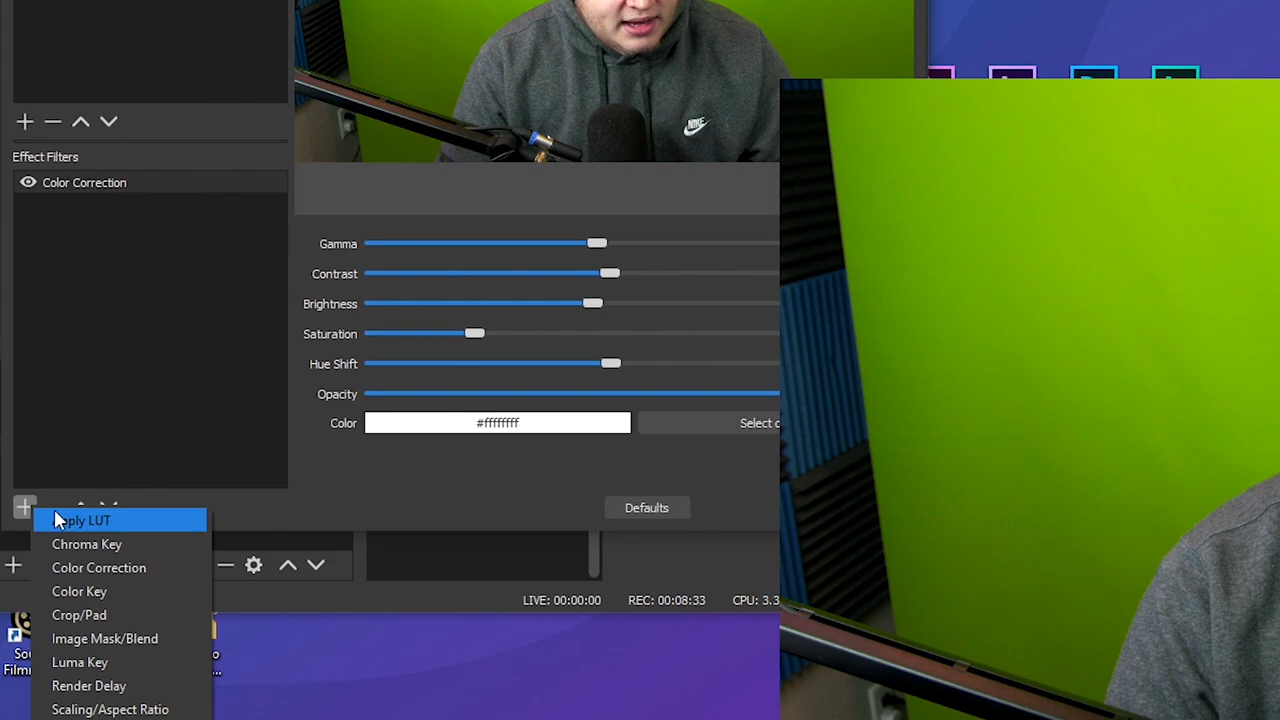 NIKE
Effect Filters
Color Correction
Gamma
Contrast
Brightness
Saturation
Hue Shift
Opacity
Color
#ffffffff
Defaults
LUT
Chroma Key
Color Correction
Color Key
Crop/Pad
Image Mask/Blend
Luma Key
Render Delay
Scaling/Aspect Ratio
LIVE: 00:00:00
REC: 00:08:33
CPU: 3.3